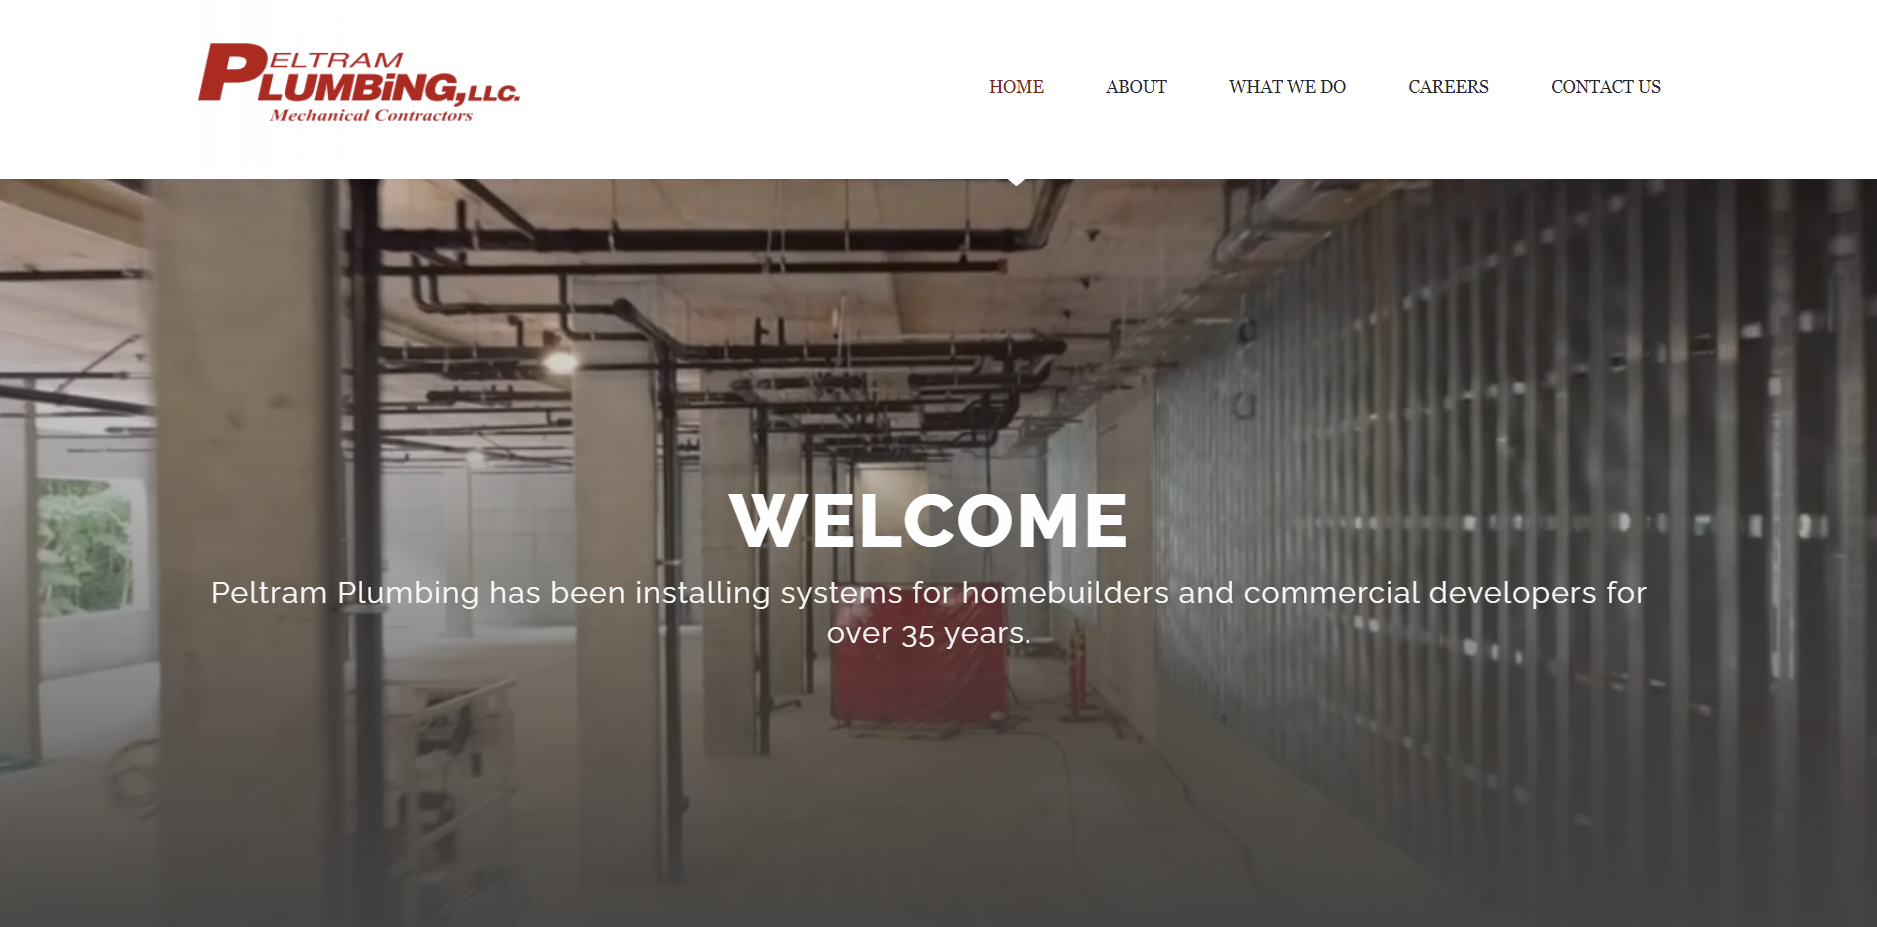 PELTRAM
PLUMBiNG, LLC.
Mechanical Contractors
HOME ABOUT WHAT WE DO CAREERS CONTACT US
WELCOME
Peltram Plumbing has been installing systems for homebuilders and commercial developers for
over 35 years.